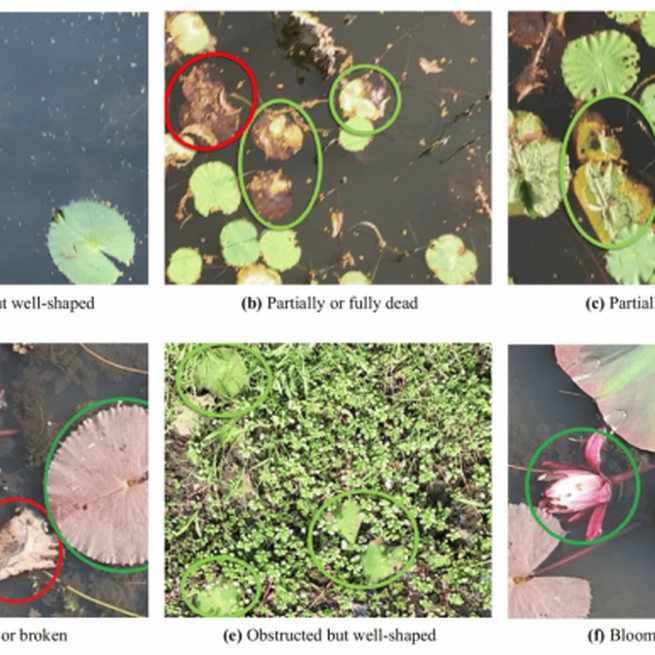 t well-shaped
(b) Partially or fully dead
(c) Partial
or broken
(e) Obstructed but well-shaped
(f) Bloom